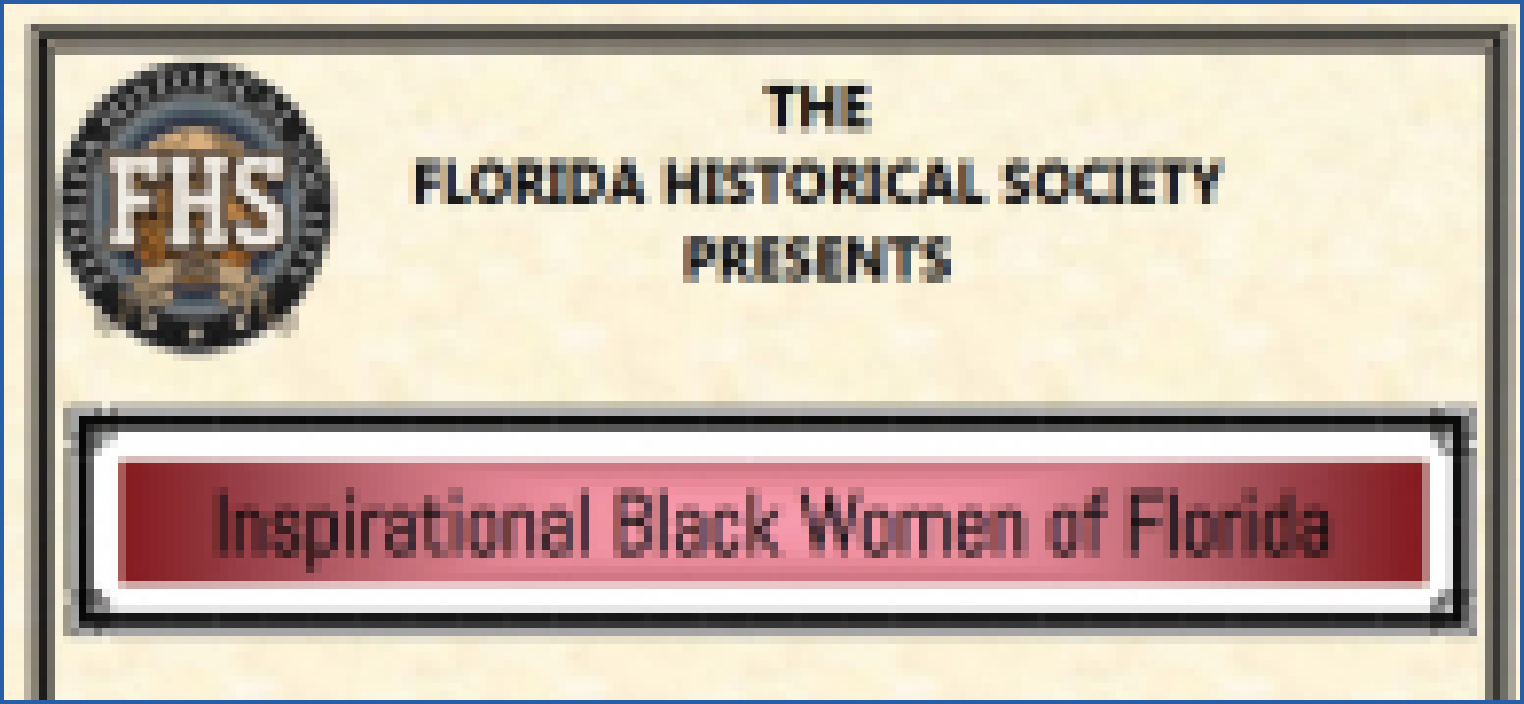 FHS
THE
FLORIDA HISTORICAL SOCIETY
PRESENTS
Inspirational Black Women of Florida